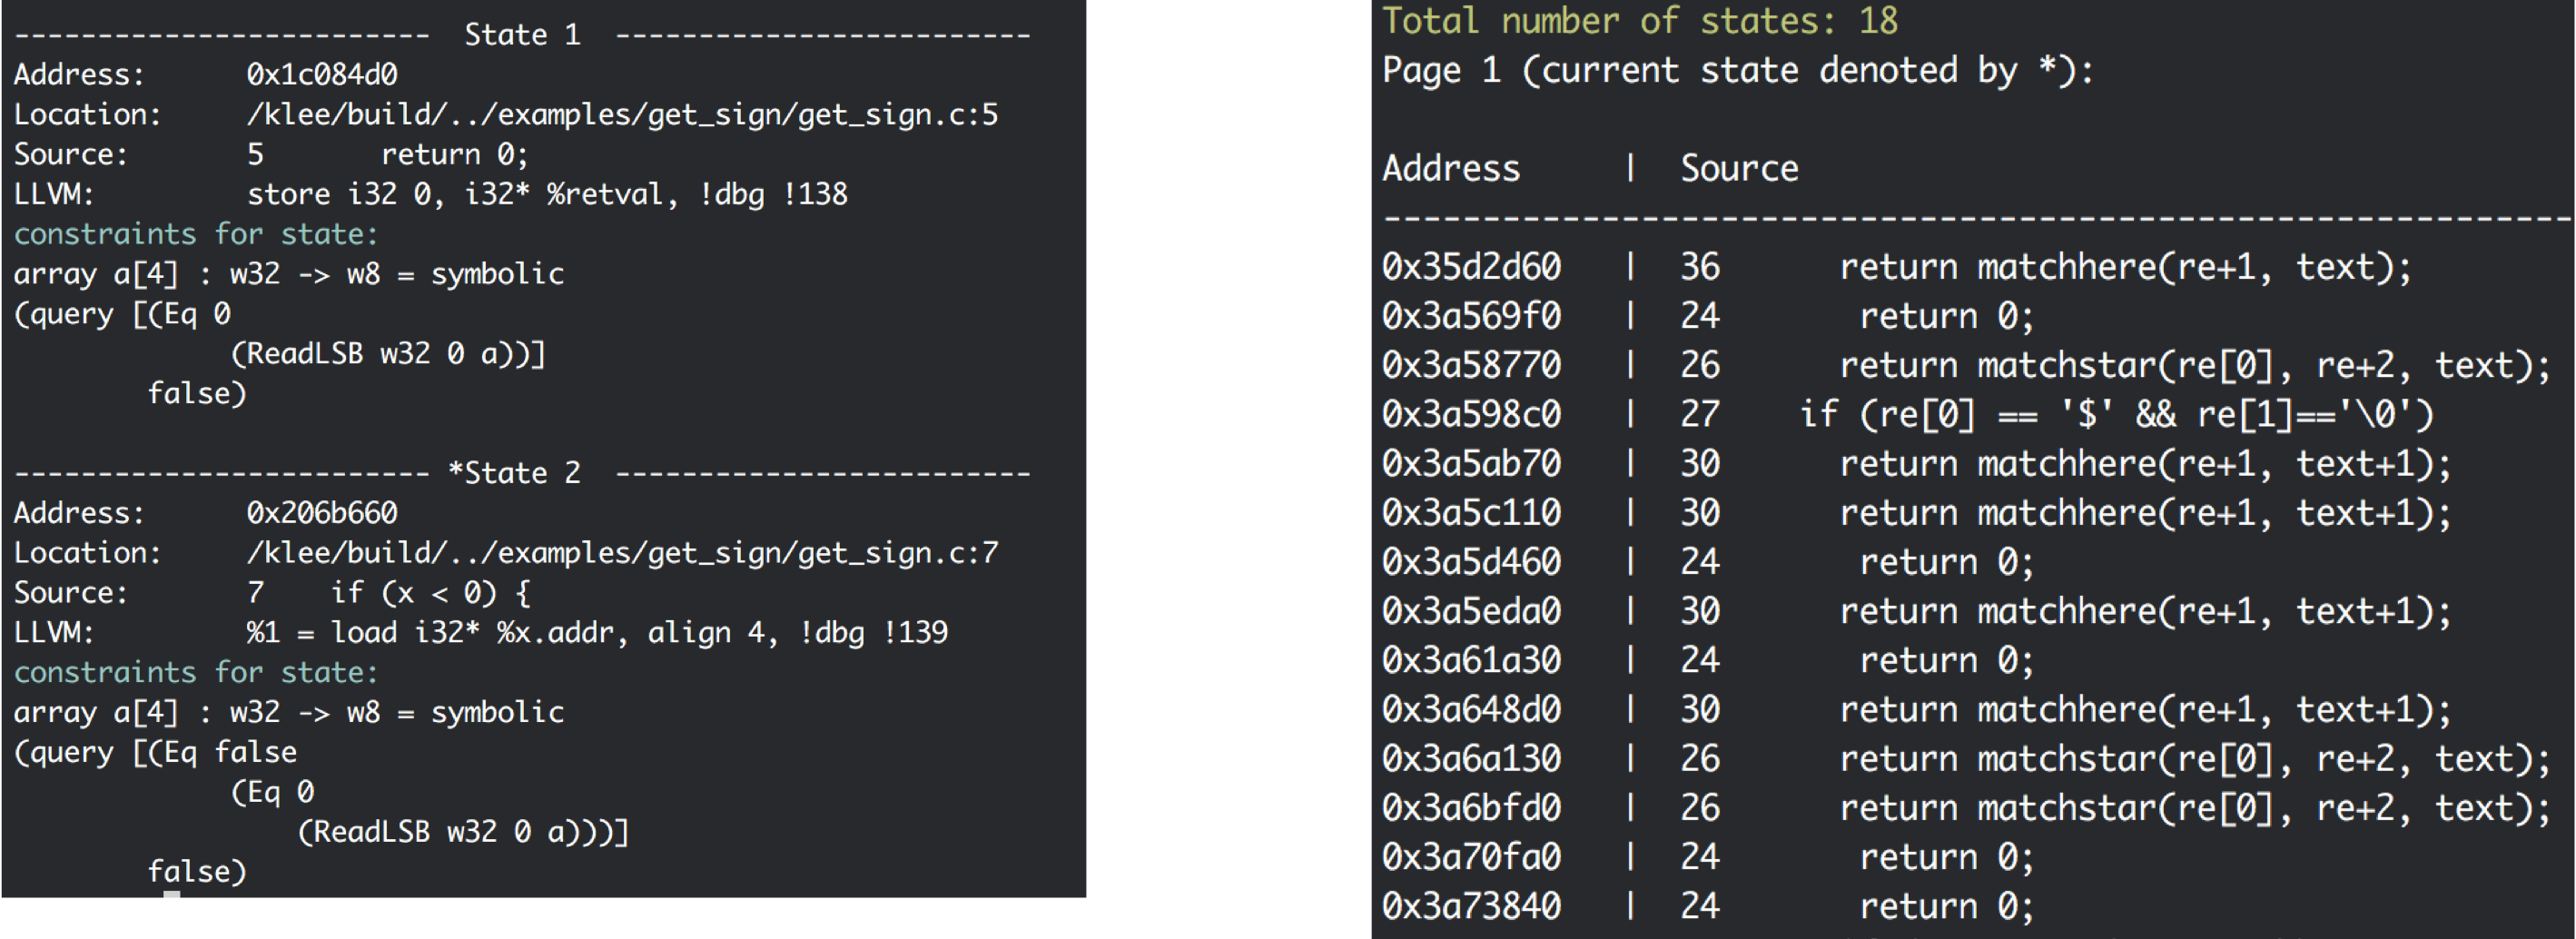 ------------------------- State 1 -------------------------
Address: 0x1c084d0
Location: /klee/build/../examples/get_sign/get_sign.c:5
Source: 5 return 0;
LLVM: store i32 0, i32* %retval, !dbg !138
constraints for state:
array a[4] : w32 -> w8 = symbolic
(query [(Eq 0
(ReadLSB w32 0 a))]
false)
------------------------- *State 2 -------------------------
Address: 0x206b660
Location: /klee/build/../examples/get_sign/get_sign.c:7
Source: 7 if (x < 0) {
LLVM: %1 = load i32* %x.addr, align 4, !dbg !139
constraints for state:
array a[4] : w32 -> w8 = symbolic
(query [(Eq false
(Eq 0
(ReadLSB w32 0 a)))]
false)
Total number of states: 18
Page 1 (current state denoted by *):
Address | Source
------------------------------------------------------------
0x35d2d60 | 36 return matchhere(re+1, text);
0x3a569f0 | 24 return 0;
0x3a58770 | 26 return matchstar(re[0], re+2, text);
0x3a598c0 | 27 if (re[0] == '$' && re[1]=='\0')
0x3a5ab70 | 30 return matchhere(re+1, text+1);
0x3a5c110 | 30 return matchhere(re+1, text+1);
0x3a5d460 | 24 return 0;
0x3a5eda0 | 30 return matchhere(re+1, text+1);
0x3a61a30 | 24 return 0;
0x3a648d0 | 30 return matchhere(re+1, text+1);
0x3a6a130 | 26 return matchstar(re[0], re+2, text);
0x3a6bfd0 | 26 return matchstar(re[0], re+2, text);
0x3a70fa0 | 24 return 0;
0x3a73840 | 24 return 0;